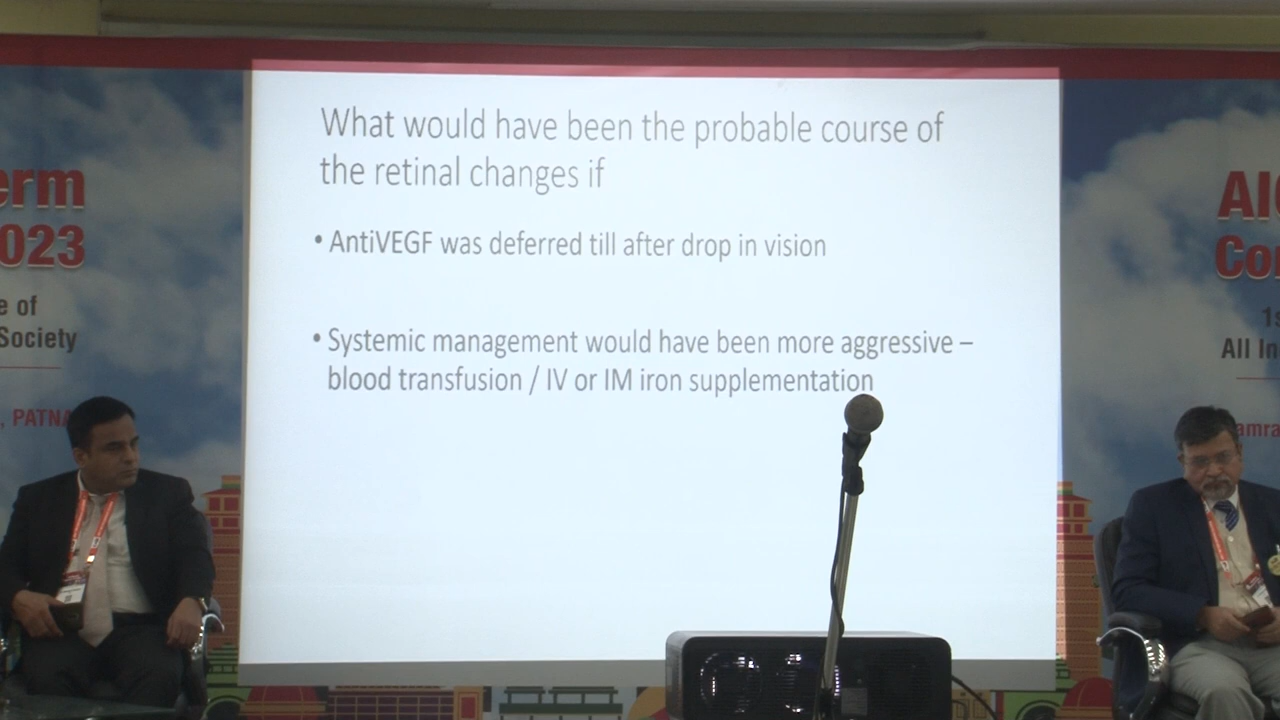 What would have been the probable course of
the retinal changes if
• AntiVEGF was deferred till after drop in vision
• Systemic management would have been more aggressive –
blood transfusion / IV or IM iron supplementation
erm
023
e of
Society
, PATNA
AI
Co
All In
amra